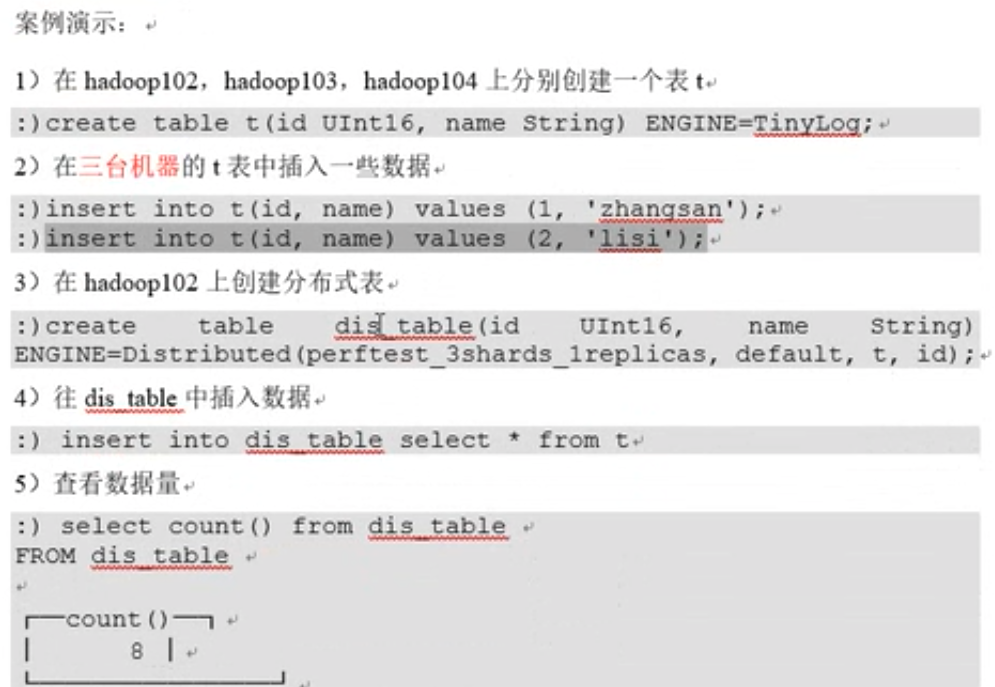 案例演示：
1）在 hadoop102，hadoop103，hadoop104 上分别创建一个表 t
:)create table t(id UInt16, name String) ENGINE=TinyLog;
2）在三台机器的 t 表中插入一些数据
:)insert into t(id, name) values (1, 'zhangsan');
:)insert into t(id, name) values (2, 'lisi');
3）在 hadoop102 上创建分布式表
:)create table dis_table(id UInt16, name String)
ENGINE=Distributed(perftest_3shards_1replicas, default, t, id);
4）往 dis_table 中插入数据
:) insert into dis_table select * from t
5）查看数据量
:) select count() from dis_table
FROM dis_table
┌──count()──┐
│ 8 │